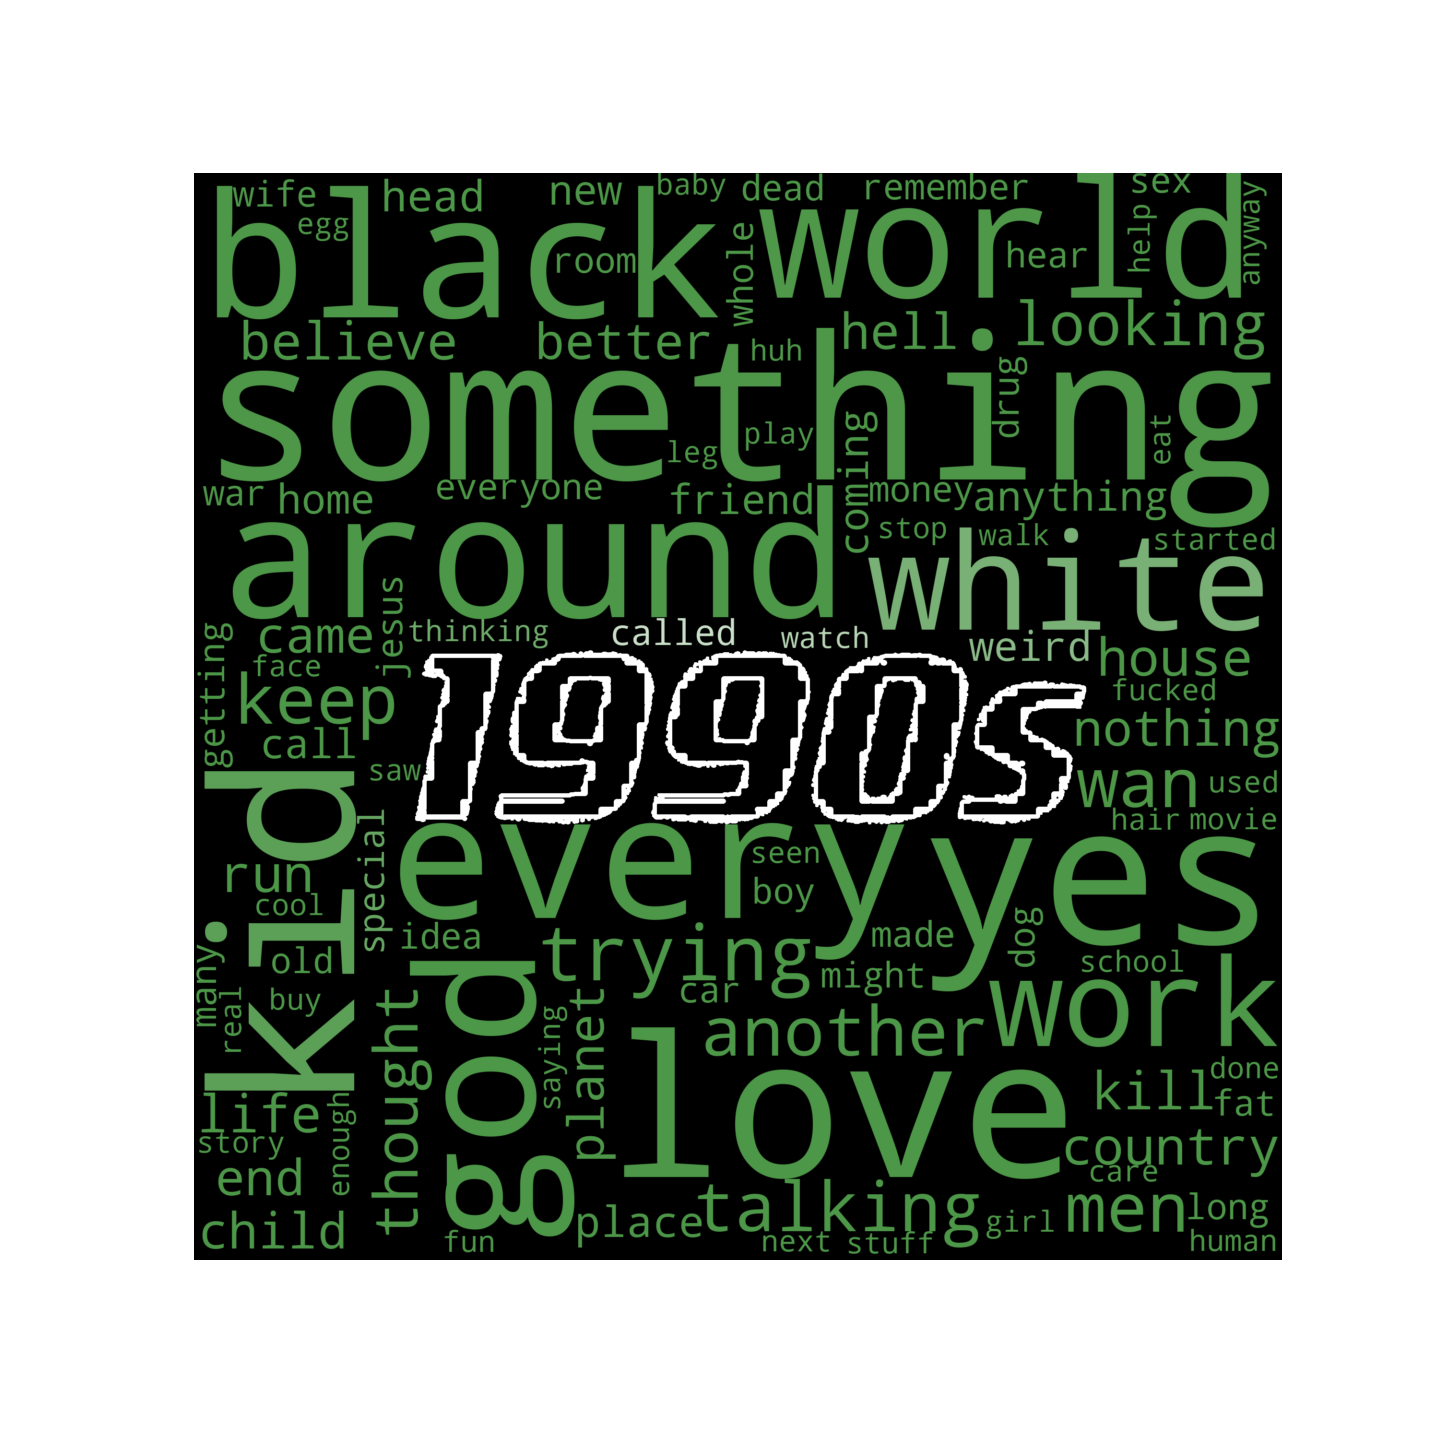 wife
head
new
baby
dead
remember
sex
egg
black
room
whole
world
hear
help
anyway
believe
better
huh
hell
looking
something
leg
play
coming
drug
eat
war
home
everyone
friend
money
anything
around
stop
walk
started
white
getting
came
jesus
thinking
called
watch
weird
house
face
keep
fucked
call
1990s
nothing
saw
wan
used
hair
movie
kid
special
every
seen
boy
yes
run
cool
idea
old
many
real
buy
trying
made
might
car
dog
school
work
thought
god
saying
planet
another
love
life
story
enough
end
child
kill
done
fat
country
care
place
talking
girl
men
long
fun
next
stuff
human